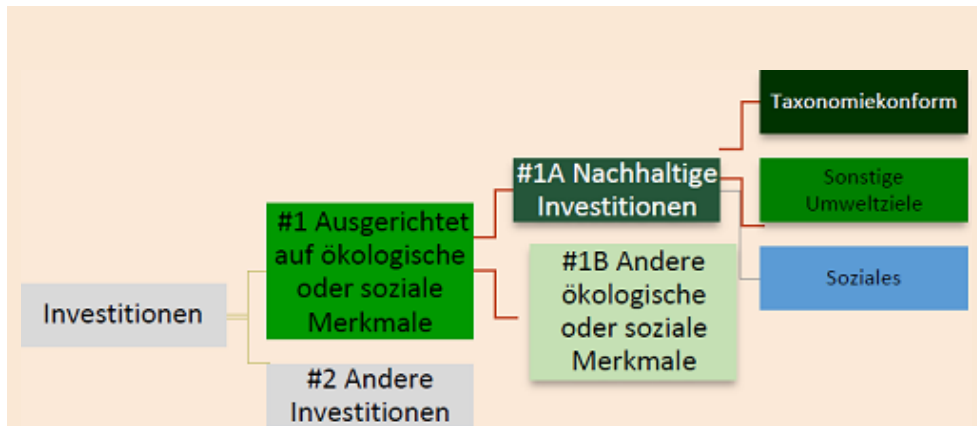 Taxonomiekonform
#1A Nachhaltige
Investitionen
Sonstige
Umweltziele
#1 Ausgerichtet
auf ökologische
oder soziale
Merkmale
#1B Andere
ökologische
oder soziale
Merkmale
Soziales
Investitionen
#2 Andere
Investitionen